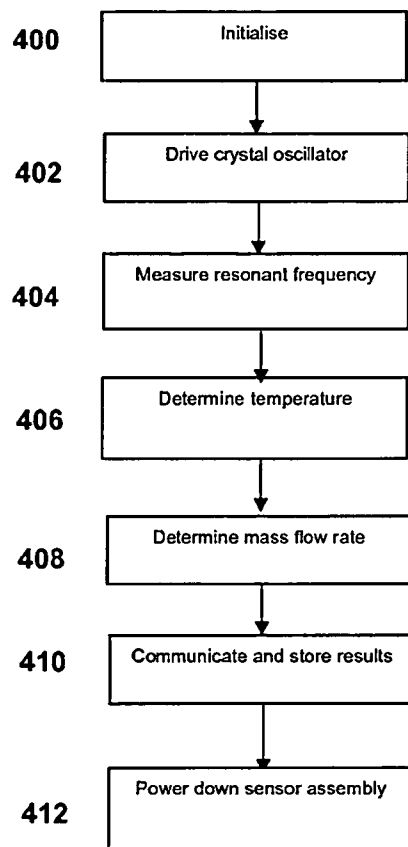 400 Initialise
402 Drive crystal oscillator
404 Measure resonant frequency
406 Determine temperature
408 Determine mass flow rate
410 Communicate and store results
412 Power down sensor assembly